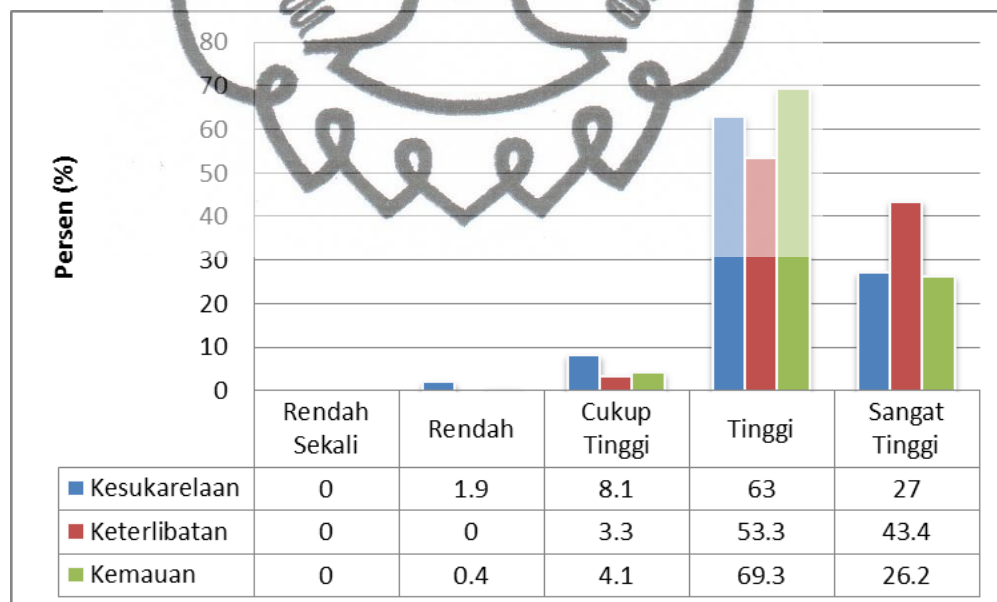 80
70
60
50
40
30
20
10
0
Persen (%)
Rendah Sekali Rendah Cukup Tinggi Tinggi Sangat Tinggi
Kesukarelaan 0 1.9 8.1 63 27
Keterlibatan 0 0 3.3 53.3 43.4
Kemauan 0 0.4 4.1 69.3 26.2